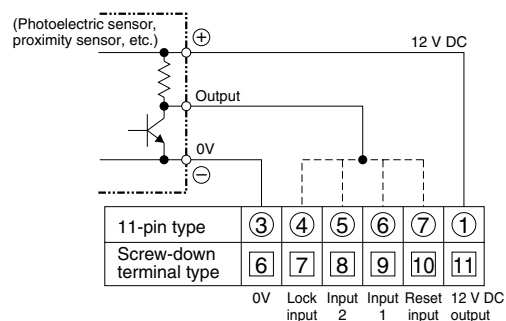 (Photoelectric sensor,
proximity sensor, etc.)
⊕
12 V DC
Output
0V
⊖
11-pin type ③ ④ ⑤ ⑥ ⑦ ①
Screw-down
terminal type 6 7 8 9 10 11
0V Lock input Input 2 Input 1 Reset input 12 V DC output